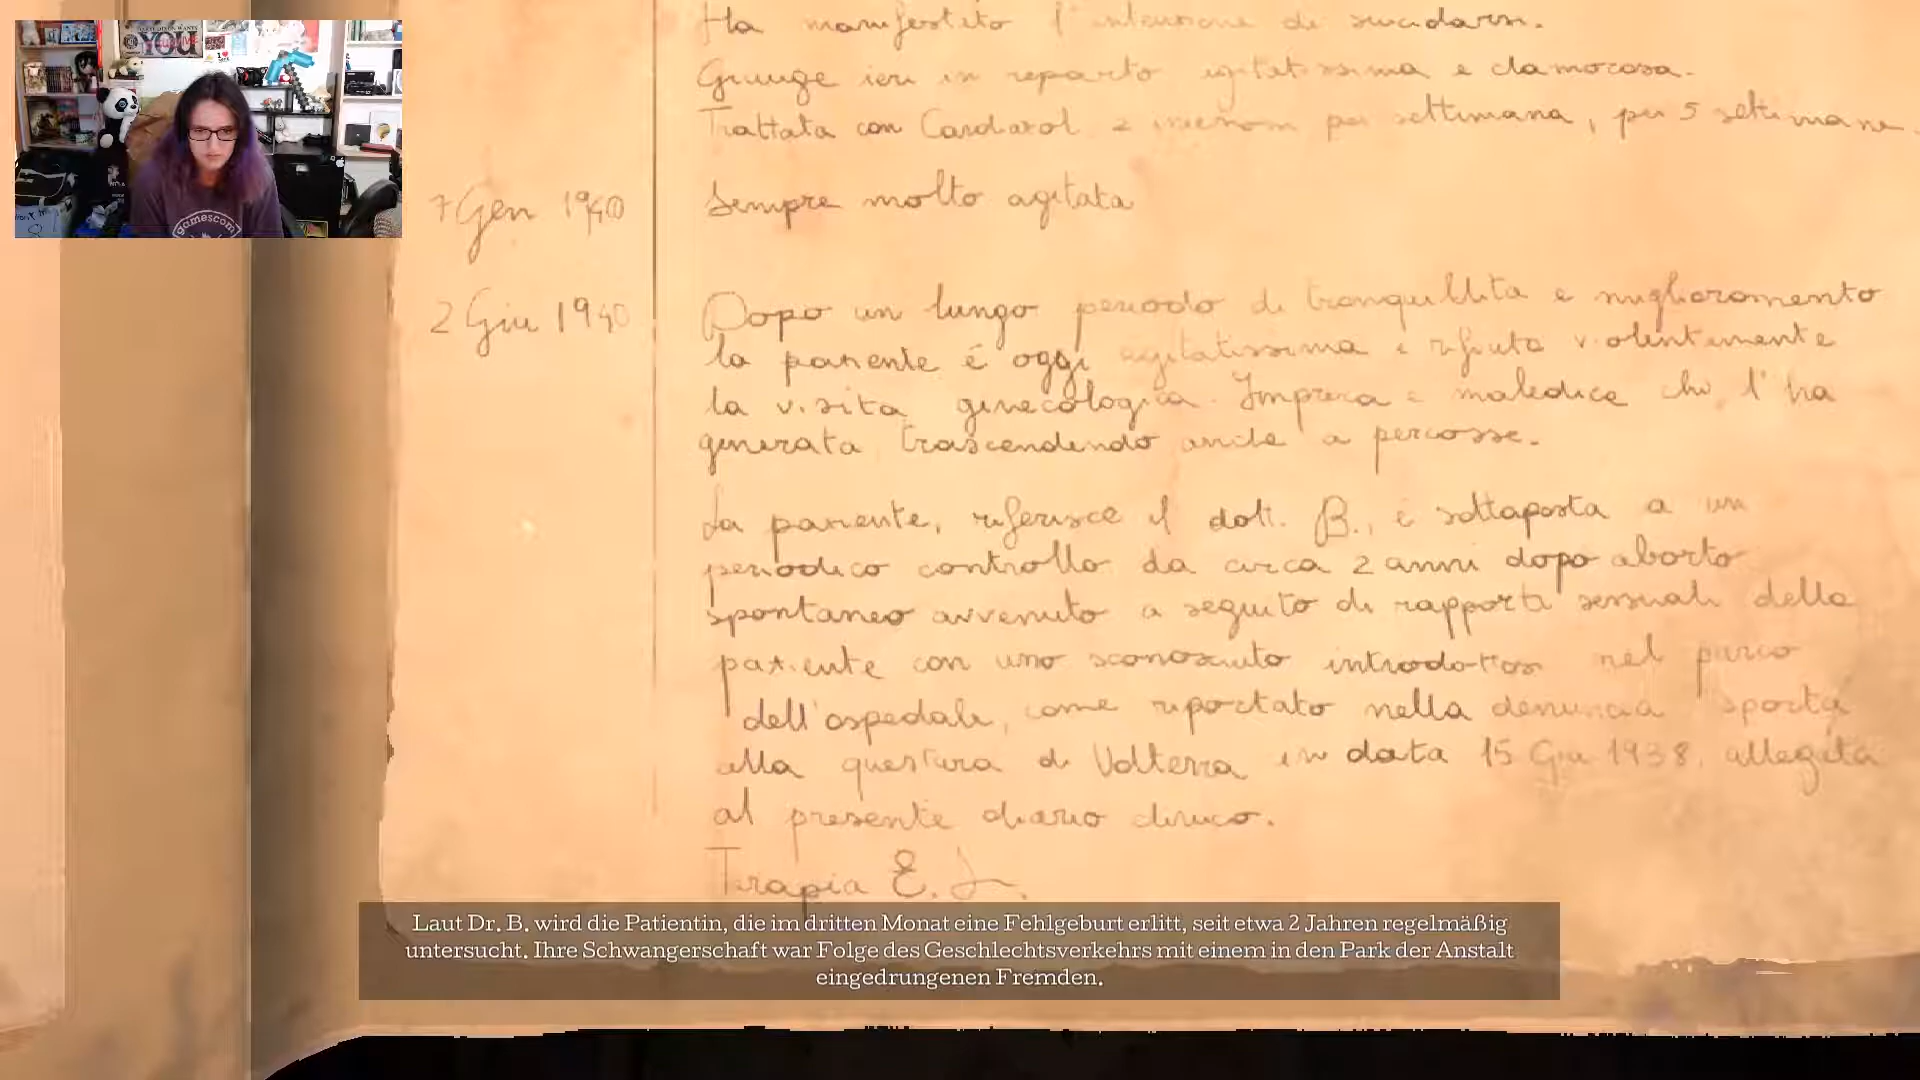 YOU
gamescom
Ha manifestato l'intenzione di suicidarsi.
Giunge ieri in reparto agitatissima e clamorosa.
Trattata con Cardiazol 2 per settimana, per 5 settimane.
7 Gen 1940
Sempre molto agitata
2 Giu 1940
Dopo un lungo periodo di tranquillita e miglioramento
la paziente é oggi agitatissima e rifiuta violentemente
la visita ginecologica. Impreca e maledice chi l'ha
generata trascendendo anche a percosse.
La paziente, riferisce il dott. B., é sottoposta a un
periodico controllo da circa 2 anni dopo aborto
spontaneo avvenuto a seguito di rapporti sessuali della
paziente con uno sconosciuto introdottosi nel parco
dell'ospedale, come riportato nella denuncia sporta
alla questura di Volterra in data 15 Giu 1938, allegata
al presente diario clinico.
Terapia E.
Laut Dr. B. wird die Patientin, die im dritten Monat eine Fehlgeburt erlitt, seit etwa 2 Jahren regelmäßig
untersucht. Ihre Schwangerschaft war Folge des Geschlechtsverkehrs mit einem in den Park der Anstalt
eingedrungenen Fremden.